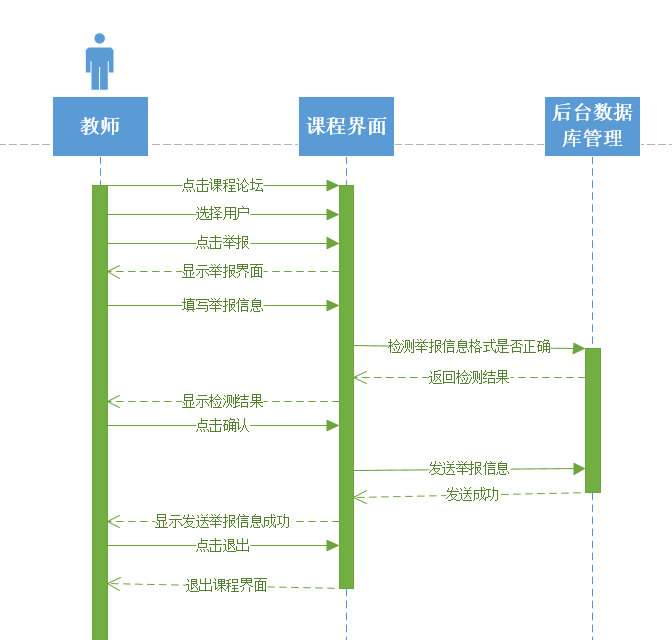 教师
课程界面
后台数据
库管理
点击课程论坛
选择用户
点击举报
显示举报界面
填写举报信息
检测举报信息格式是否正确
返回检测结果
显示检测结果
点击确认
发送举报信息
发送成功
显示发送举报信息成功
点击退出
退出课程界面